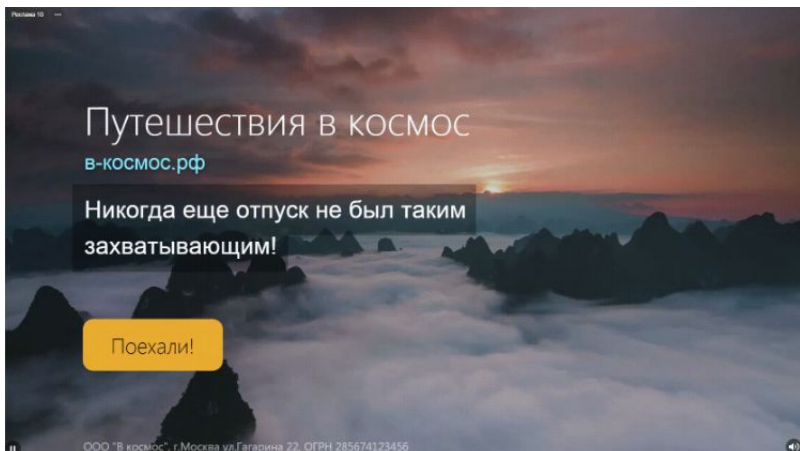 Реклама 10
Путешествия в космос
в-космос.рф
Никогда еще отпуск не был таким
захватывающим!
Поехали!
ООО "В космос", г.Москва ул.Гагарина 22, ОГРН 285674123456